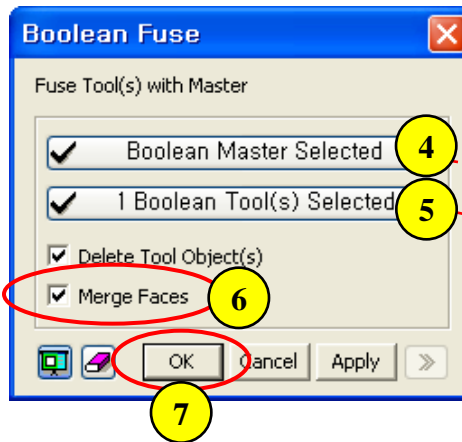 Boolean Fuse
Fuse Tool(s) with Master
Boolean Master Selected 4
1 Boolean Tool(s) Selected 5
Delete Tool Object(s)
Merge Faces 6
OK Cancel Apply
7